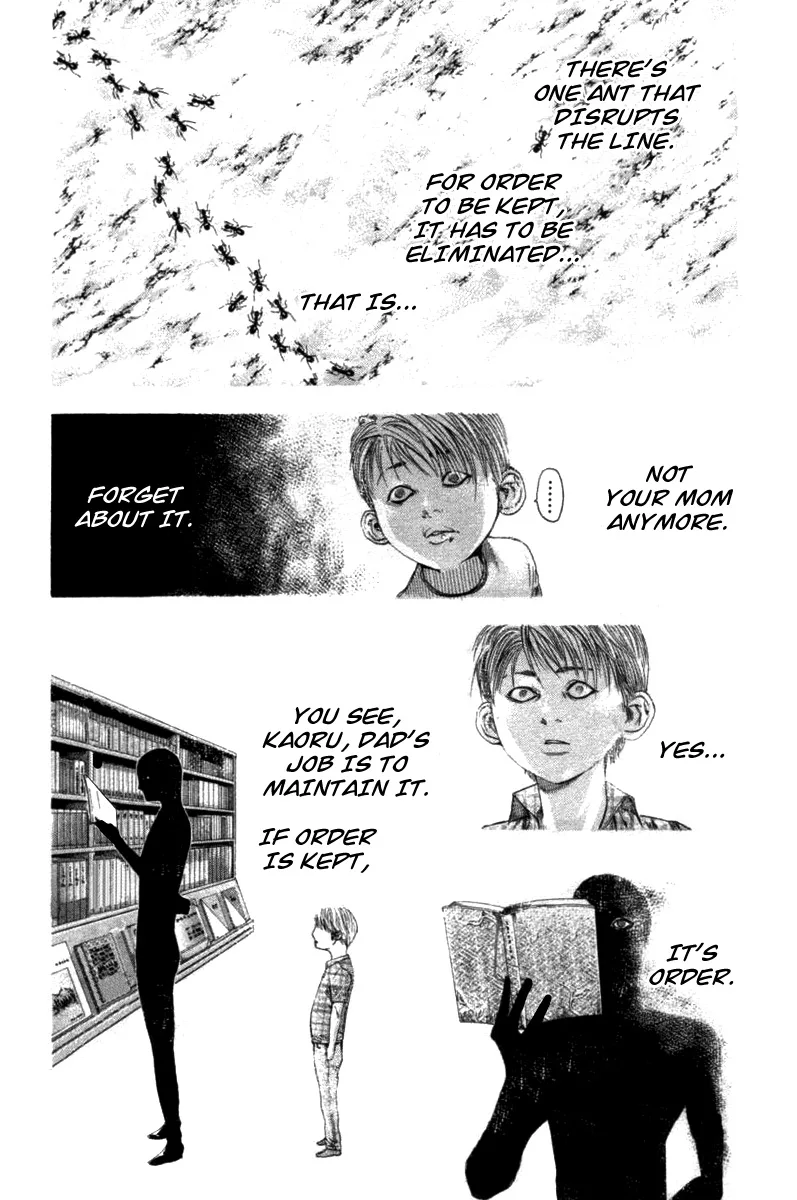 THERE'S
ONE ANT THAT
DISRUPTS
THE LINE.
FOR ORDER
TO BE KEPT,
IT HAS TO BE
ELIMINATED...
THAT IS...
NOT
YOUR MOM
ANYMORE.
......
FORGET
ABOUT IT.
YES...
YOU SEE,
KAORU, DAD'S
JOB IS TO
MAINTAIN IT.
IF ORDER
IS KEPT,
IT'S
ORDER.